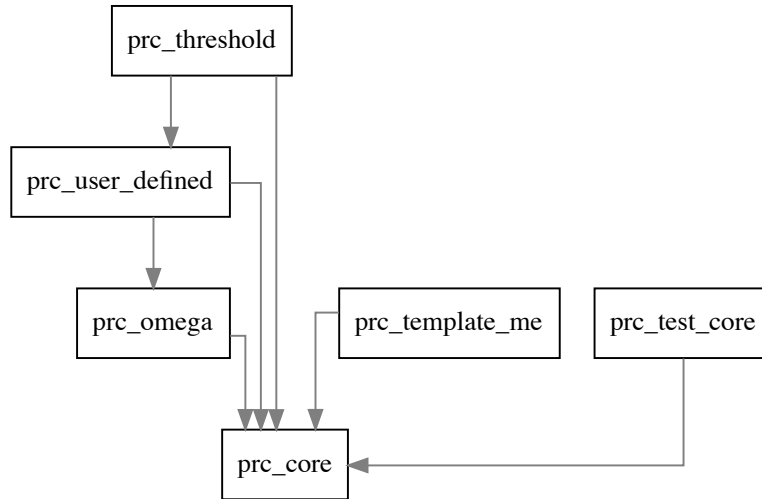 prc_threshold
prc_user_defined
prc_omega
prc_template_me
prc_test_core
prc_core